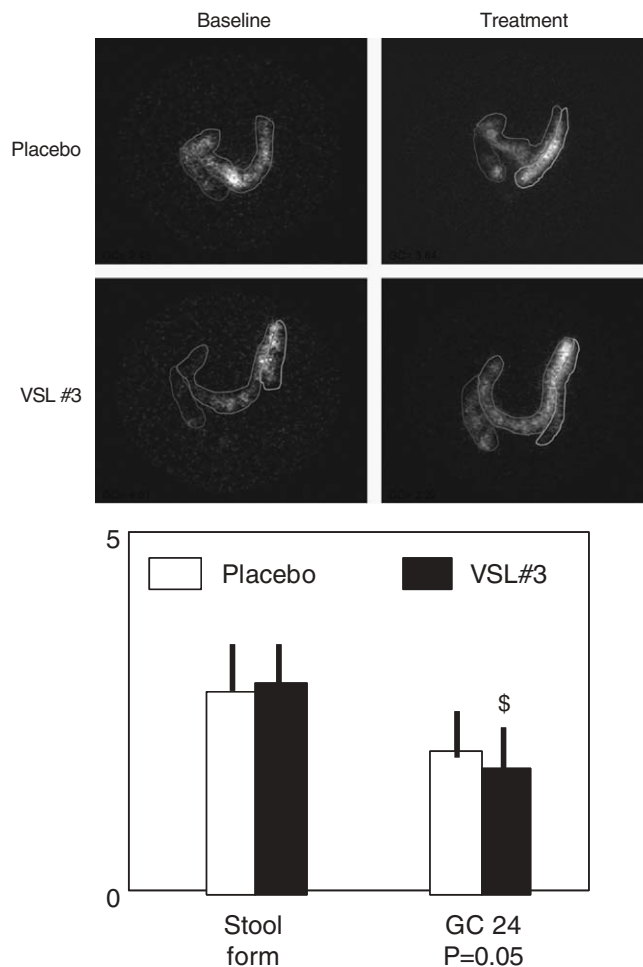 Baseline
Treatment
Placebo
VSL #3
5
Placebo
VSL#3
$
0
Stool
form
GC 24
P=0.05